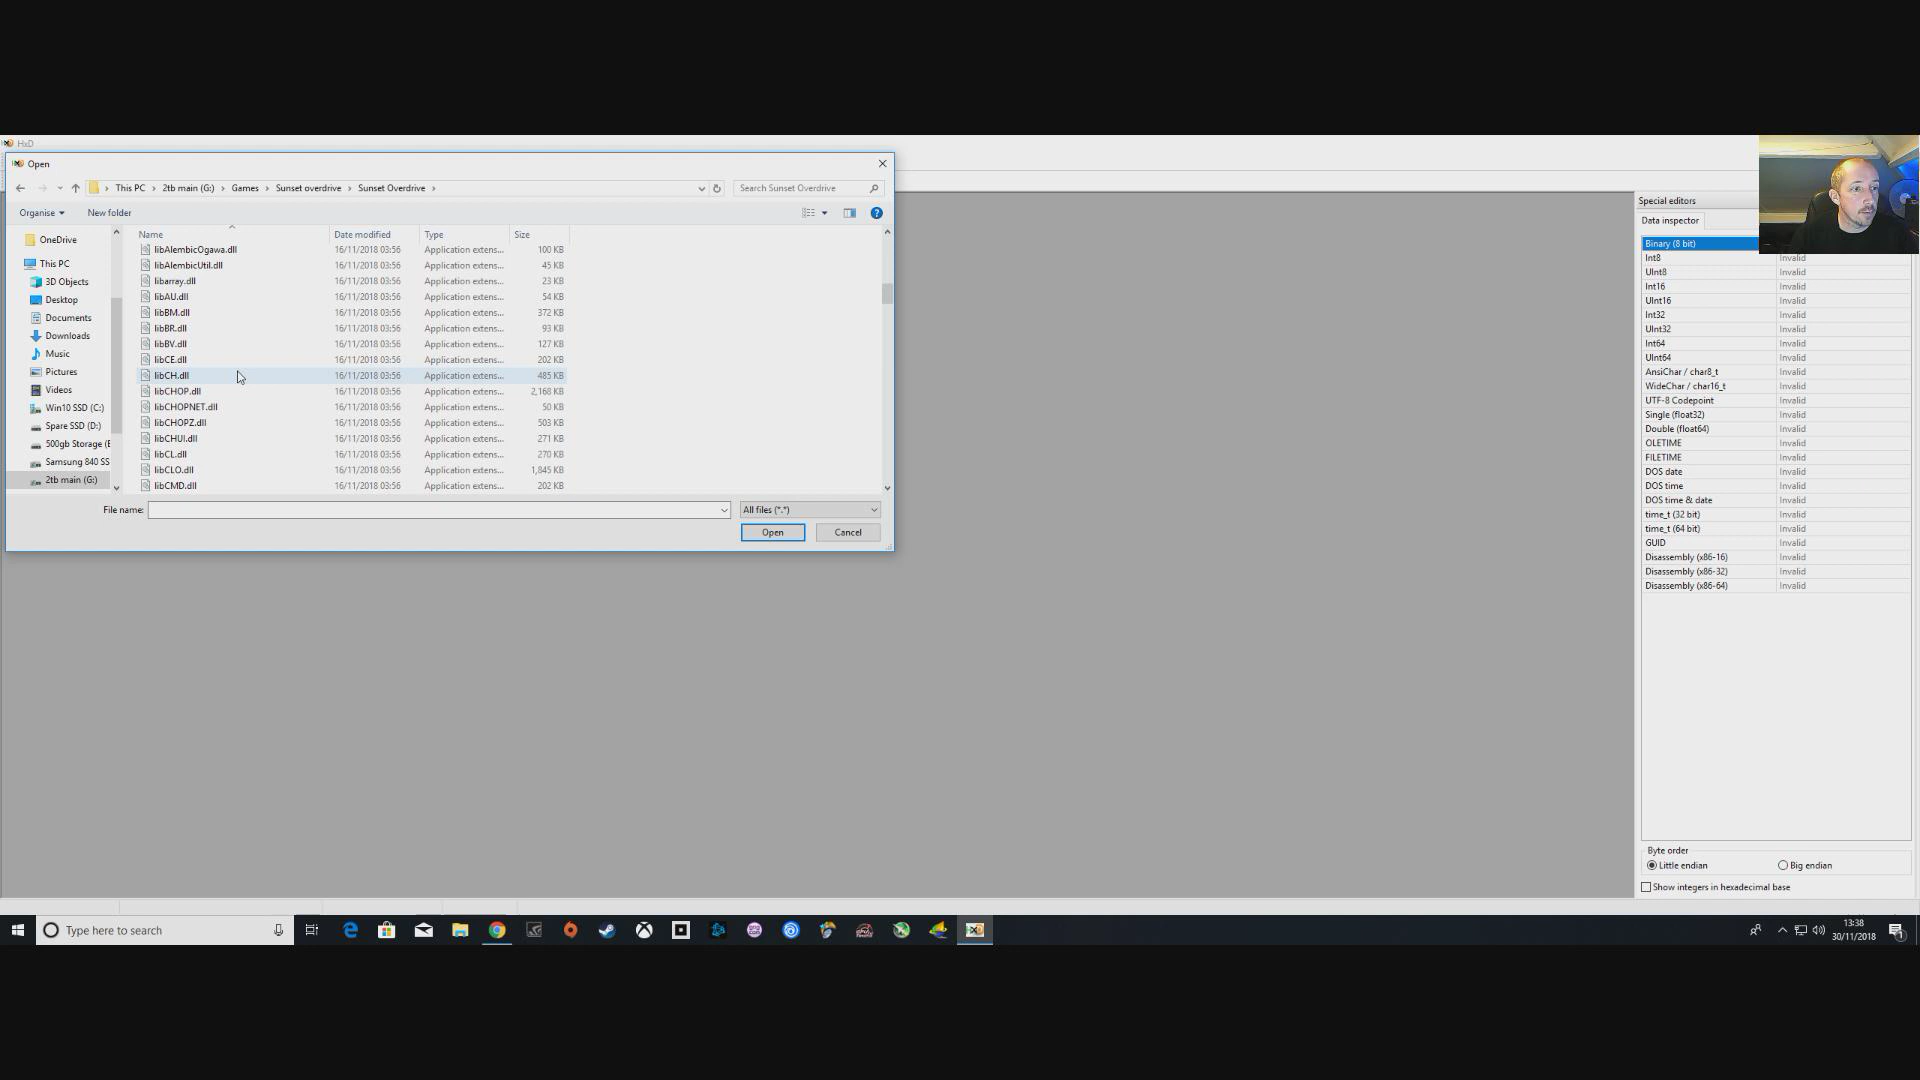 HxD
Open
This PC > 2tb main (G:) > Games > Sunset overdrive > Sunset Overdrive >
Search Sunset Overdrive
Organise New folder
Name Date modified Type Size
OneDrive
This PC
3D Objects
Desktop
Documents
Downloads
Music
Pictures
Videos
Win10 SSD (C:)
Spare SSD (D:)
500gb Storage (E
Samsung 840 SS
2tb main (G:)
libAlembicOgawa.dll 16/11/2018 03:56 Application extens... 100 KB
libAlembicUtil.dll 16/11/2018 03:56 Application extens... 45 KB
libarray.dll 16/11/2018 03:56 Application extens... 23 KB
libAU.dll 16/11/2018 03:56 Application extens... 54 KB
libBM.dll 16/11/2018 03:56 Application extens... 372 KB
libBR.dll 16/11/2018 03:56 Application extens... 93 KB
libBV.dll 16/11/2018 03:56 Application extens... 127 KB
libCE.dll 16/11/2018 03:56 Application extens... 202 KB
libCH.dll 16/11/2018 03:56 Application extens... 485 KB
libCHOP.dll 16/11/2018 03:56 Application extens... 2,168 KB
libCHOPNET.dll 16/11/2018 03:56 Application extens... 50 KB
libCHOPZ.dll 16/11/2018 03:56 Application extens... 503 KB
libCHUI.dll 16/11/2018 03:56 Application extens... 271 KB
libCL.dll 16/11/2018 03:56 Application extens... 270 KB
libCLO.dll 16/11/2018 03:56 Application extens... 1,845 KB
libCMD.dll 16/11/2018 03:56 Application extens... 202 KB
File name: All files (*.*)
Open Cancel
Special editors
Data inspector
Binary (8 bit)
Int8 Invalid
UInt8 Invalid
Int16 Invalid
UInt16 Invalid
Int32 Invalid
UInt32 Invalid
Int64 Invalid
UInt64 Invalid
AnsiChar / char8_t Invalid
WideChar / char16_t Invalid
UTF-8 Codepoint Invalid
Single (float32) Invalid
Double (float64) Invalid
OLETIME Invalid
FILETIME Invalid
DOS date Invalid
DOS time Invalid
DOS time & date Invalid
time_t (32 bit) Invalid
time_t (64 bit) Invalid
GUID Invalid
Disassembly (x86-16) Invalid
Disassembly (x86-32) Invalid
Disassembly (x86-64) Invalid
Byte order
Little endian Big endian
Show integers in hexadecimal base
Type here to search
13:38
30/11/2018